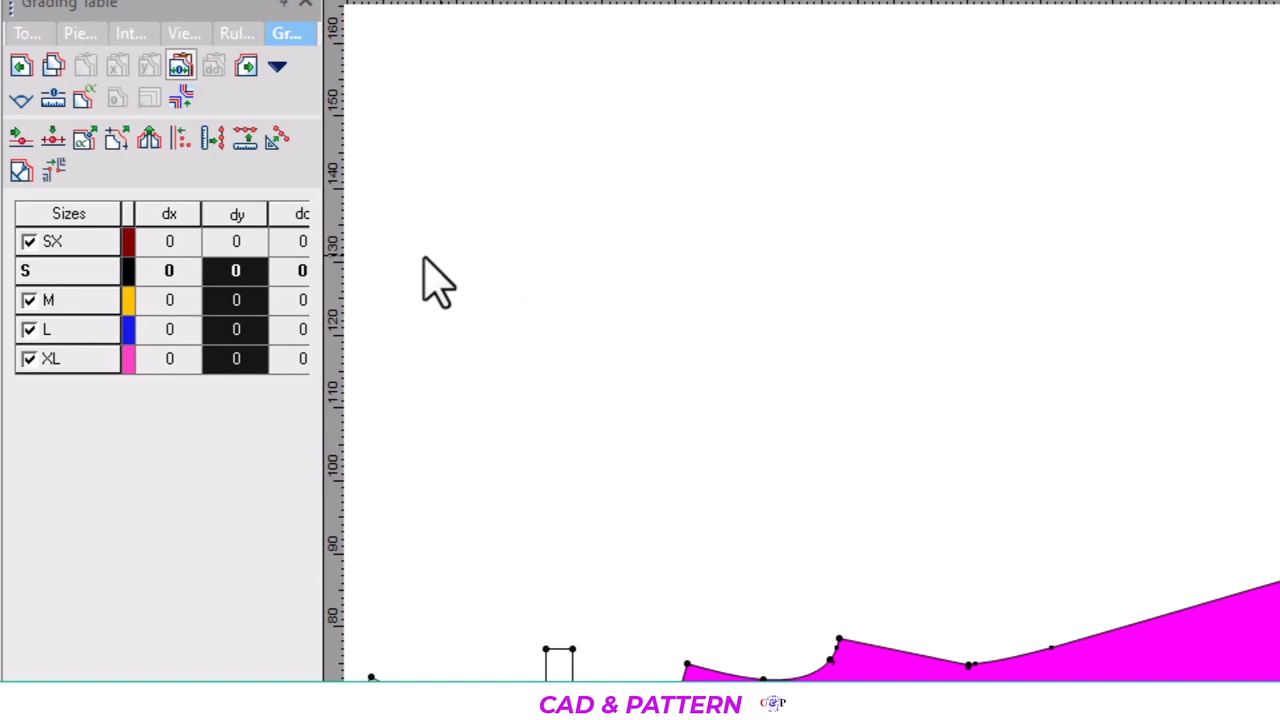 Grading Table
To... Pie... Int... Vie... Rul... Gr...
Sizes dx dy dc
SX 0 0 0
S 0 0 0
M 0 0 0
L 0 0 0
XL 0 0 0
160
150
140
130
120
110
100
90
80
CAD & PATTERN C&P